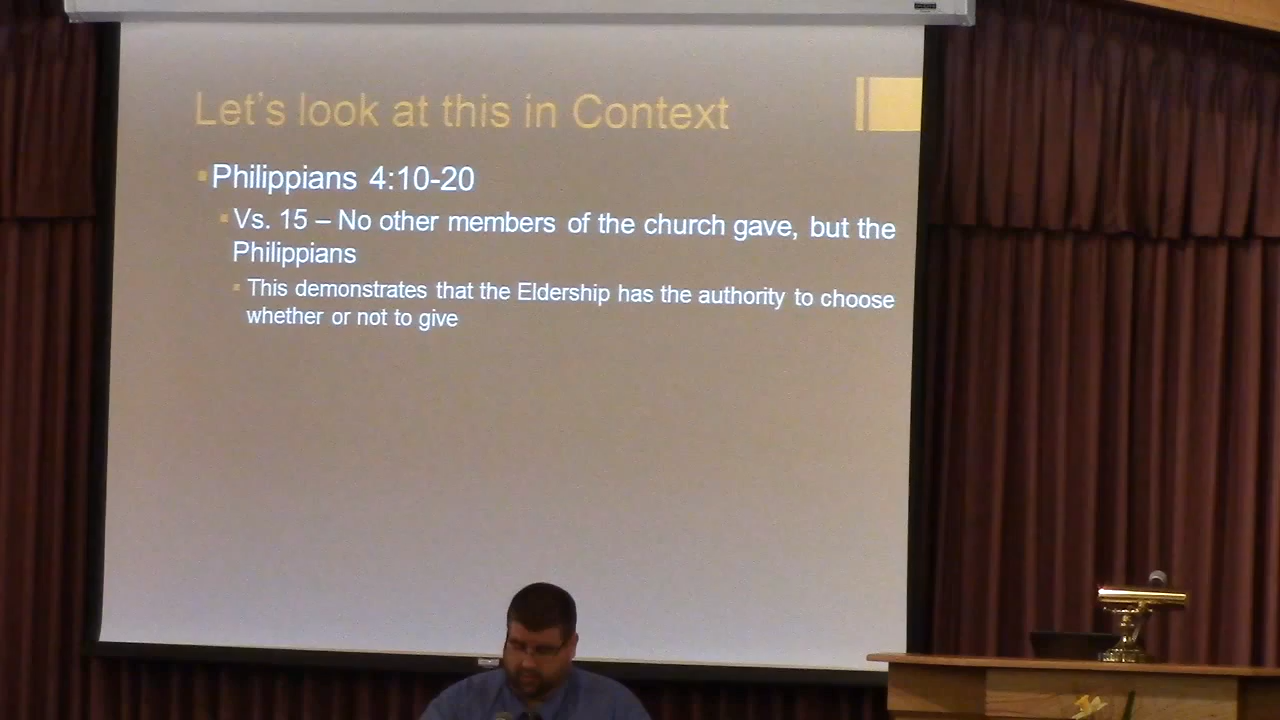 Let's look at this in Context
Philippians 4:10-20
Vs. 15 – No other members of the church gave, but the
Philippians
This demonstrates that the Eldership has the authority to choose
whether or not to give